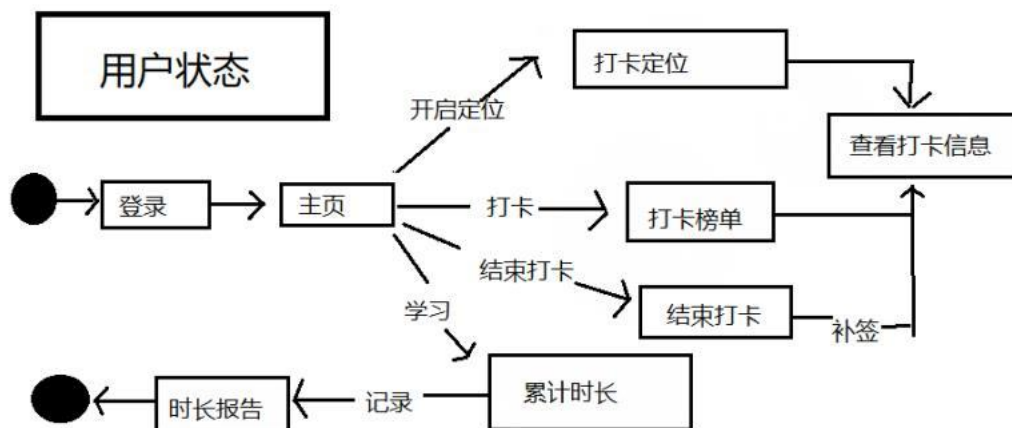 用户状态
打卡定位
开启定位
查看打卡信息
登录
主页
打卡
打卡榜单
结束打卡
结束打卡
补签
学习
累计时长
记录
时长报告